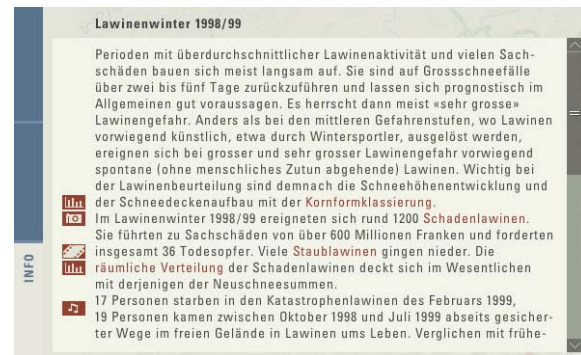 Lawinenwinter 1998/99
Perioden mit überdurchschnittlicher Lawinenaktivität und vielen Sach-
schäden bauen sich meist langsam auf. Sie sind auf Grossschneefälle
über zwei bis fünf Tage zurückzuführen und lassen sich prognostisch im
Allgemeinen gut voraussagen. Es herrscht dann meist «sehr grosse»
Lawinengefahr. Anders als bei den mittleren Gefahrenstufen, wo Lawinen
vorwiegend künstlich, etwa durch Wintersportler, ausgelöst werden,
ereignen sich bei grosser und sehr grosser Lawinengefahr vorwiegend
spontane (ohne menschliches Zutun abgehende) Lawinen. Wichtig bei
der Lawinenbeurteilung sind demnach die Schneehöhenentwicklung und
der Schneedeckenaufbau mit der Kornformklassierung.
Im Lawinenwinter 1998/99 ereigneten sich rund 1200 Schadenlawinen.
Sie führten zu Sachschäden von über 600 Millionen Franken und forderten
insgesamt 36 Todesopfer. Viele Staublawinen gingen nieder. Die
räumliche Verteilung der Schadenlawinen deckt sich im Wesentlichen
mit derjenigen der Neuschneesummen.
17 Personen starben in den Katastrophenlawinen des Februars 1999,
19 Personen kamen zwischen Oktober 1998 und Juli 1999 abseits gesicher-
ter Wege im freien Gelände in Lawinen ums Leben. Verglichen mit frühe-
INFO